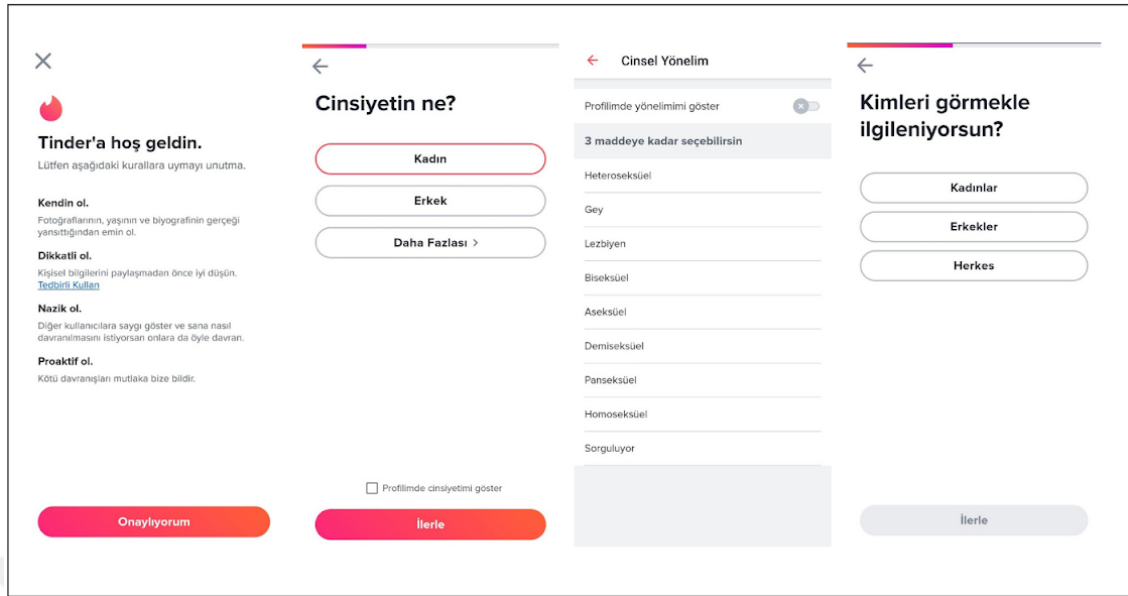 Tinder'a hoş geldin.
Lütfen aşağıdaki kurallara uymayı unutma.
Kendin ol.
Fotoğraflarının, yaşının ve biyografinin gerçeği
yansıttığından emin ol.
Dikkatli ol.
Kişisel bilgilerini paylaşmadan önce iyi düşün.
Tedbirli Kullan
Nazik ol.
Diğer kullanıcılara saygı göster ve sana nasıl
davranılmasını istiyorsan onlara da öyle davran.
Proaktif ol.
Kötü davranışları mutlaka bize bildir.
Onaylıyorum
Cinsiyetin ne?
Kadın
Erkek
Daha Fazlası >
Profilimde cinsiyetimi göster
İlerle
Cinsel Yönelim
Profilimde yönelimimi göster
3 maddeye kadar seçebilirsin
Heteroseksüel
Gey
Lezbiyen
Biseksüel
Aseksüel
Demiseksüel
Panseksüel
Homoseksüel
Sorguluyor
Kimleri görmekle
ilgileniyorsun?
Kadınlar
Erkekler
Herkes
İlerle